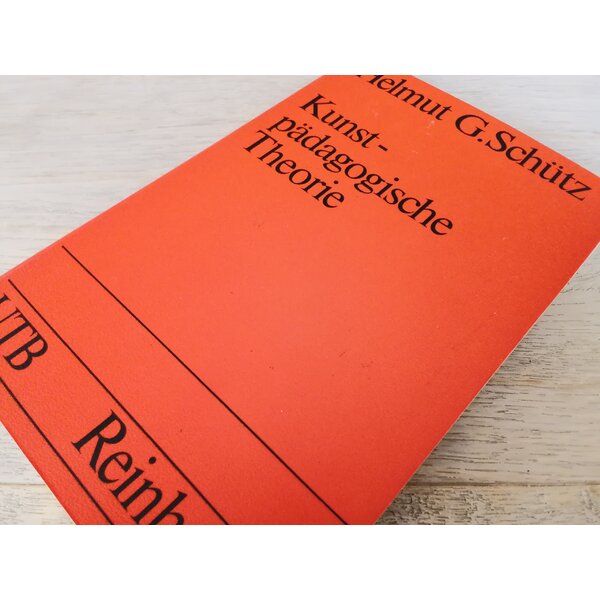 Helmut G. Schütz
Kunst-
pädagogische
Theorie
UTB
Reinh